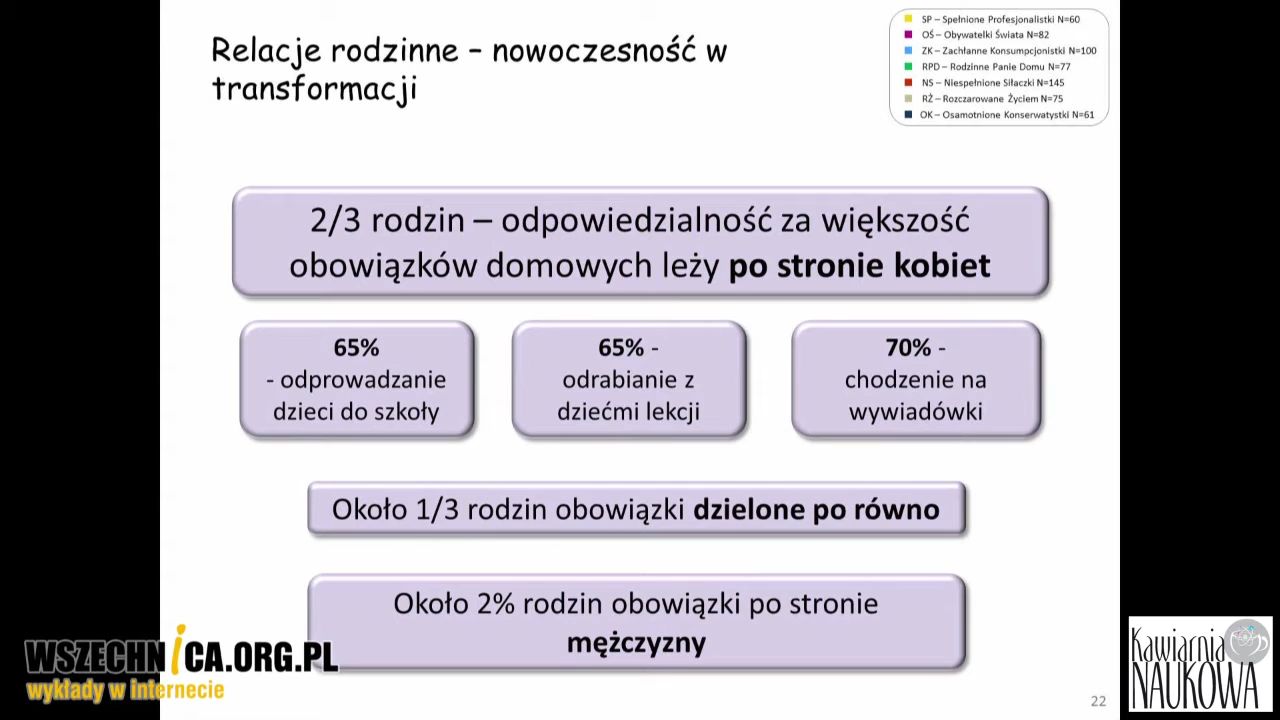 Relacje rodzinne – nowoczesność w
transformacji
SP – Spełnione Profesjonalistki N=60
OŚ – Obywatelki Świata N=82
ZK – Zachłanne Konsumpcjonistki N=100
RPD – Rodzinne Panie Domu N=77
NS – Niespełnione Siłaczki N=145
RŻ – Rozczarowane Życiem N=75
OK – Osamotnione Konserwatystki N=61
2/3 rodzin – odpowiedzialność za większość
obowiązków domowych leży po stronie kobiet
65%
- odprowadzanie
dzieci do szkoły
65% -
odrabianie z
dziećmi lekcji
70% -
chodzenie na
wywiadówki
Około 1/3 rodzin obowiązki dzielone po równo
Około 2% rodzin obowiązki po stronie
mężczyzny
WSZECHNICA.ORG.PL
wykłady w internecie
22
Kawiarnia
NAUKOWA